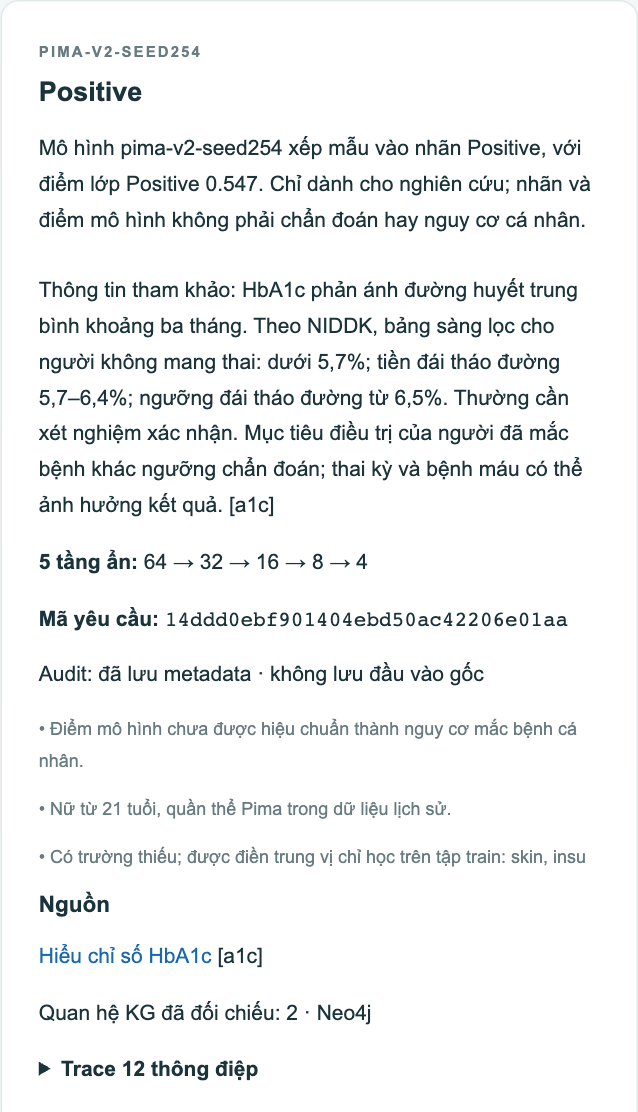 PIMA-V2-SEED254
Positive
Mô hình pima-v2-seed254 xếp mẫu vào nhãn Positive, với
điểm lớp Positive 0.547. Chỉ dành cho nghiên cứu; nhãn và
điểm mô hình không phải chẩn đoán hay nguy cơ cá nhân.
Thông tin tham khảo: HbA1c phản ánh đường huyết trung
bình khoảng ba tháng. Theo NIDDK, bảng sàng lọc cho
người không mang thai: dưới 5,7%; tiền đái tháo đường
5,7–6,4%; ngưỡng đái tháo đường từ 6,5%. Thường cần
xét nghiệm xác nhận. Mục tiêu điều trị của người đã mắc
bệnh khác ngưỡng chẩn đoán; thai kỳ và bệnh máu có thể
ảnh hưởng kết quả. [a1c]
5 tầng ẩn: 64 → 32 → 16 → 8 → 4
Mã yêu cầu: 14ddd0ebf901404ebd50ac42206e01aa
Audit: đã lưu metadata · không lưu đầu vào gốc
• Điểm mô hình chưa được hiệu chuẩn thành nguy cơ mắc bệnh cá
nhân.
• Nữ từ 21 tuổi, quần thể Pima trong dữ liệu lịch sử.
• Có trường thiếu; được điền trung vị chỉ học trên tập train: skin, insu
Nguồn
Hiểu chỉ số HbA1c [a1c]
Quan hệ KG đã đối chiếu: 2 · Neo4j
▶ Trace 12 thông điệp